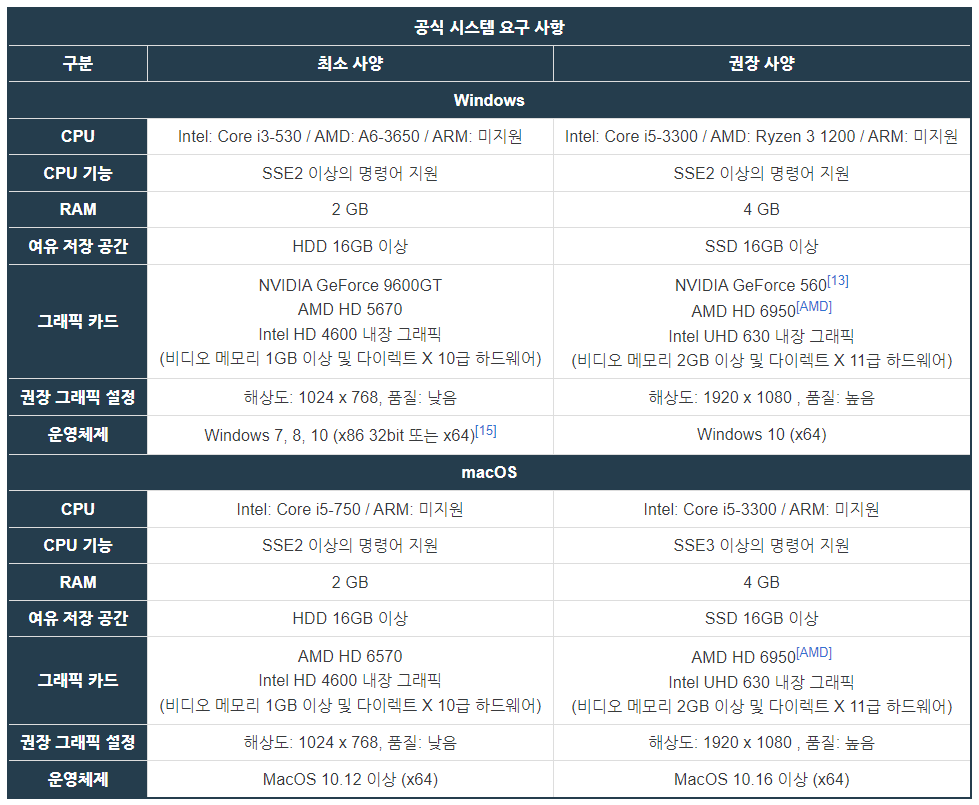 공식 시스템 요구 사항
구분 최소 사양 권장 사양
Windows
CPU Intel: Core i3-530 / AMD: A6-3650 / ARM: 미지원 Intel: Core i5-3300 / AMD: Ryzen 3 1200 / ARM: 미지원
CPU 기능 SSE2 이상의 명령어 지원 SSE2 이상의 명령어 지원
RAM 2 GB 4 GB
여유 저장 공간 HDD 16GB 이상 SSD 16GB 이상
그래픽 카드
NVIDIA GeForce 9600GT
AMD HD 5670
Intel HD 4600 내장 그래픽
(비디오 메모리 1GB 이상 및 다이렉트 X 10급 하드웨어)
NVIDIA GeForce 560[13]
AMD HD 6950[AMD]
Intel UHD 630 내장 그래픽
(비디오 메모리 2GB 이상 및 다이렉트 X 11급 하드웨어)
권장 그래픽 설정 해상도: 1024 x 768, 품질: 낮음 해상도: 1920 x 1080 , 품질: 높음
운영체제 Windows 7, 8, 10 (x86 32bit 또는 x64)[15] Windows 10 (x64)
macOS
CPU Intel: Core i5-750 / ARM: 미지원 Intel: Core i5-3300 / ARM: 미지원
CPU 기능 SSE2 이상의 명령어 지원 SSE3 이상의 명령어 지원
RAM 2 GB 4 GB
여유 저장 공간 HDD 16GB 이상 SSD 16GB 이상
그래픽 카드
AMD HD 6570
Intel HD 4600 내장 그래픽
(비디오 메모리 1GB 이상 및 다이렉트 X 10급 하드웨어)
AMD HD 6950[AMD]
Intel UHD 630 내장 그래픽
(비디오 메모리 2GB 이상 및 다이렉트 X 11급 하드웨어)
권장 그래픽 설정 해상도: 1024 x 768, 품질: 낮음 해상도: 1920 x 1080 , 품질: 높음
운영체제 MacOS 10.12 이상 (x64) MacOS 10.16 이상 (x64)